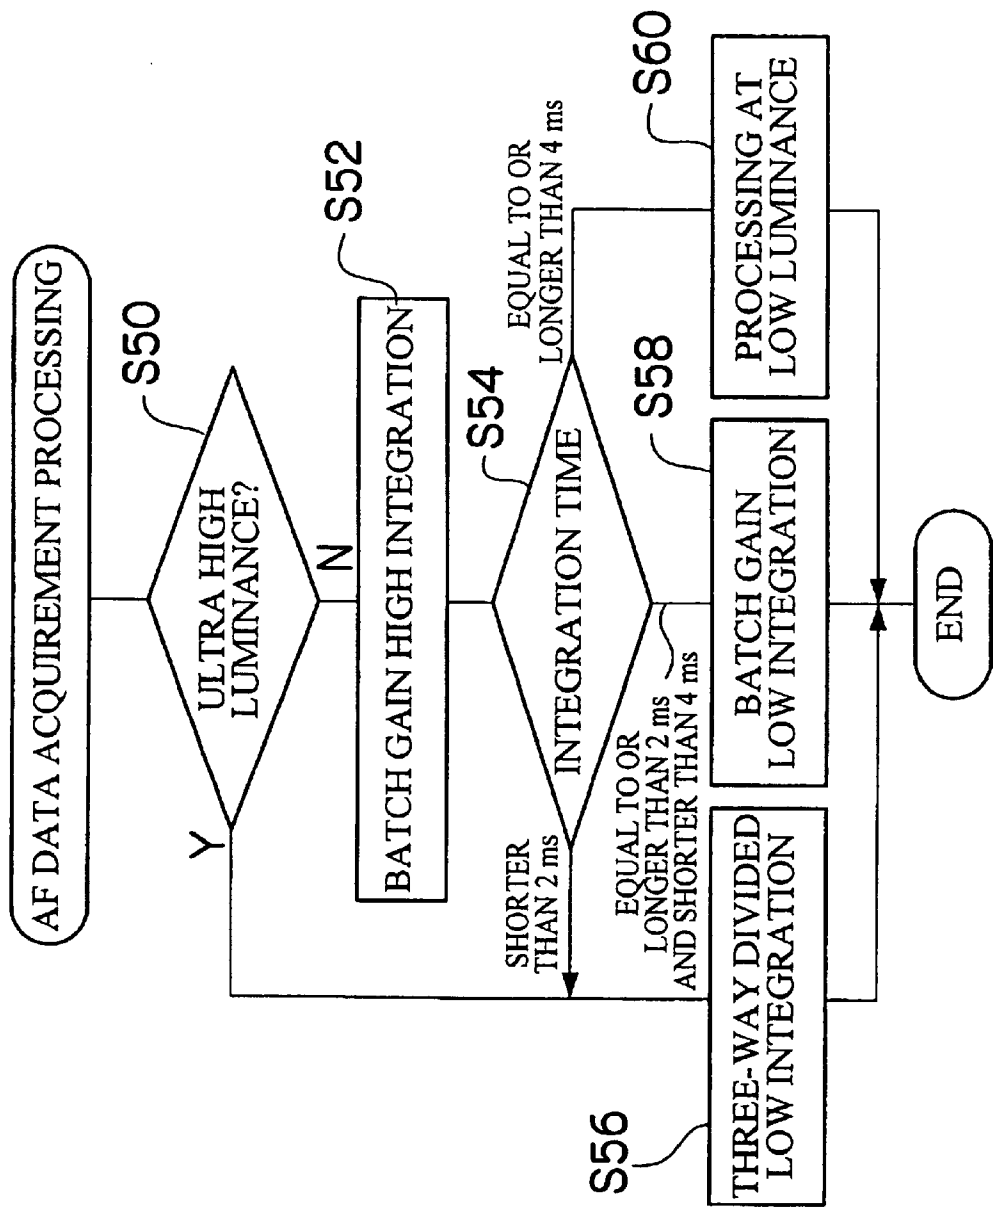 AF DATA ACQUIREMENT PROCESSING
S50
ULTRA HIGH
LUMINANCE?
Y
N
S52
BATCH GAIN HIGH INTEGRATION
S54
INTEGRATION TIME
SHORTER
THAN 2 ms
EQUAL TO OR
LONGER THAN 2 ms
AND SHORTER THAN 4 ms
EQUAL TO OR
LONGER THAN 4 ms
S56
THREE-WAY DIVIDED
LOW INTEGRATION
S58
BATCH GAIN
LOW INTEGRATION
S60
PROCESSING AT
LOW LUMINANCE
END